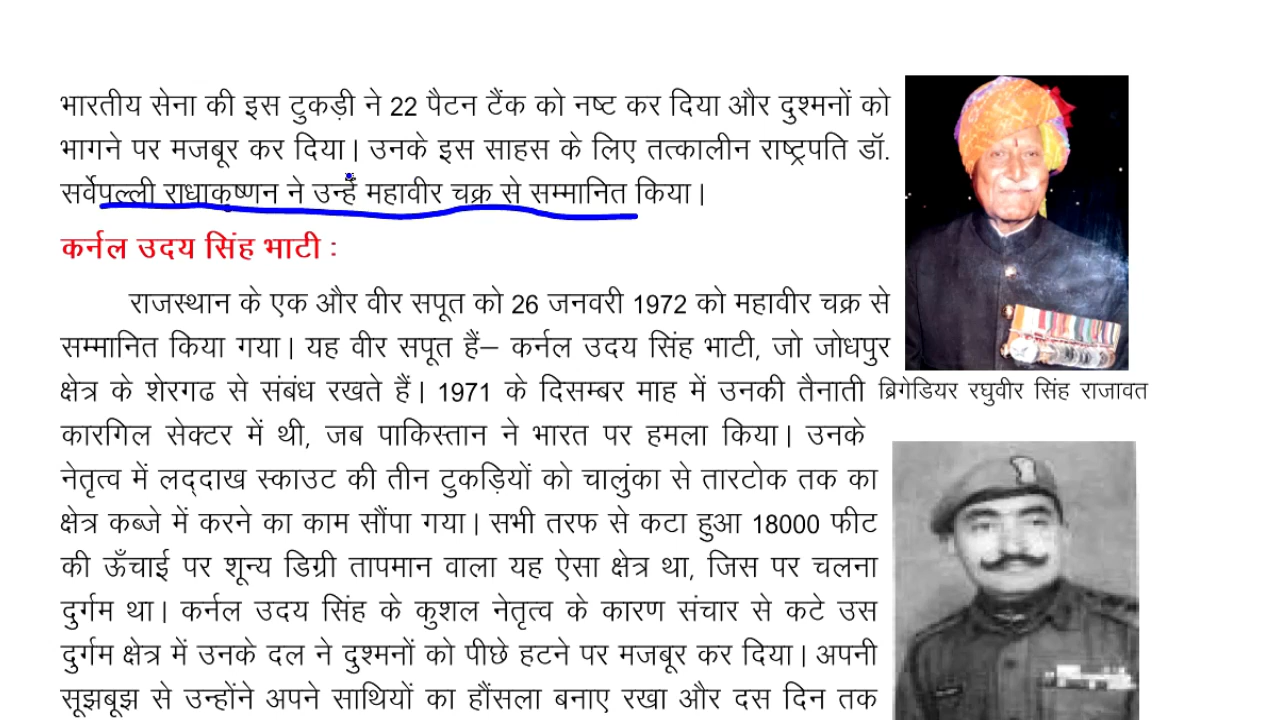 भारतीय सेना की इस टुकड़ी ने 22 पैटन टैंक को नष्ट कर दिया और दुश्मनों को
भागने पर मजबूर कर दिया। उनके इस साहस के लिए तत्कालीन राष्ट्रपति डॉ.
सर्वेपल्ली राधाकृष्णन ने उन्हें महावीर चक्र से सम्मानित किया।
कर्नल उदय सिंह भाटी :
राजस्थान के एक और वीर सपूत को 26 जनवरी 1972 को महावीर चक्र से
सम्मानित किया गया। यह वीर सपूत हैं– कर्नल उदय सिंह भाटी, जो जोधपुर
क्षेत्र के शेरगढ से संबंध रखते हैं। 1971 के दिसम्बर माह में उनकी तैनाती
कारगिल सेक्टर में थी, जब पाकिस्तान ने भारत पर हमला किया। उनके
नेतृत्व में लद्दाख स्काउट की तीन टुकड़ियों को चालुंका से तारटोक तक का
क्षेत्र कब्जे में करने का काम सौंपा गया। सभी तरफ से कटा हुआ 18000 फीट
की ऊँचाई पर शून्य डिग्री तापमान वाला यह ऐसा क्षेत्र था, जिस पर चलना
दुर्गम था। कर्नल उदय सिंह के कुशल नेतृत्व के कारण संचार से कटे उस
दुर्गम क्षेत्र में उनके दल ने दुश्मनों को पीछे हटने पर मजबूर कर दिया। अपनी
सूझबूझ से उन्होंने अपने साथियों का हौंसला बनाए रखा और दस दिन तक
ब्रिगेडियर रघुवीर सिंह राजावत